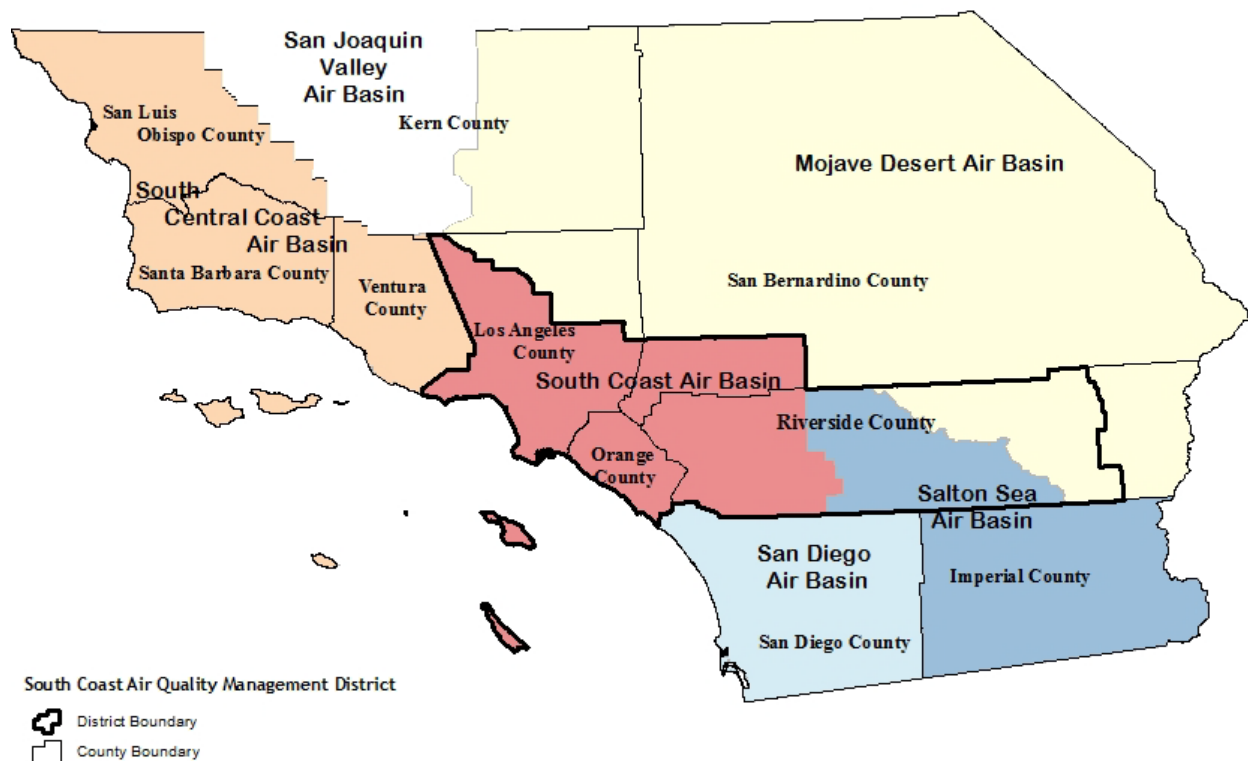 San Joaquin
Valley
Air Basin
Kern County
San Luis
Obispo County
Mojave Desert Air Basin
South
Central Coast
Air Basin
Santa Barbara County
Ventura
County
San Bernardino County
Los Angeles
County
South Coast Air Basin
Riverside County
Orange
County
Salton Sea
Air Basin
San Diego
Air Basin
Imperial County
San Diego County
South Coast Air Quality Management District
District Boundary
County Boundary